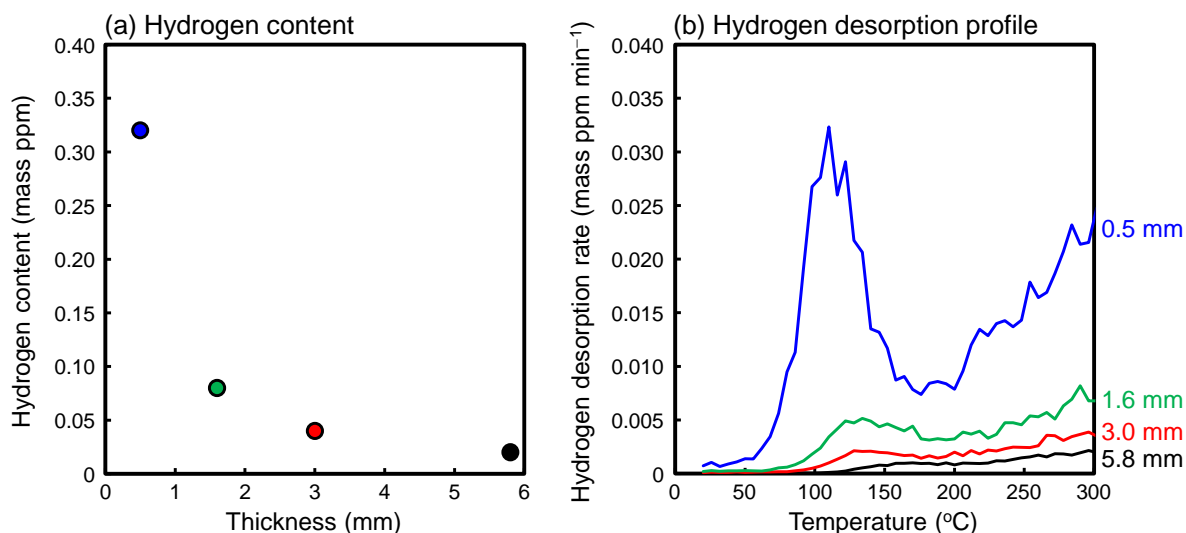 (a) Hydrogen content
Hydrogen content (mass ppm)
0.40
0.35
0.30
0.25
0.20
0.15
0.10
0.05
0
0 1 2 3 4 5 6
Thickness (mm)
(b) Hydrogen desorption profile
Hydrogen desorption rate (mass ppm min⁻¹)
0.040
0.035
0.030
0.025
0.020
0.015
0.010
0.005
0
0 50 100 150 200 250 300
Temperature (°C)
0.5 mm
1.6 mm
3.0 mm
5.8 mm